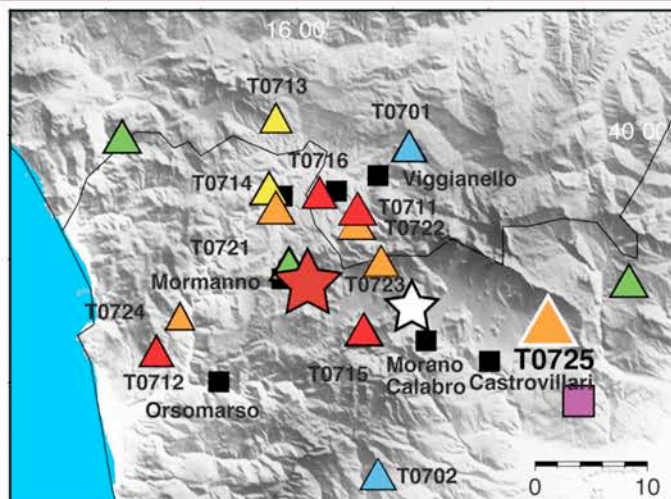 16˚00'
T0713
T0701
40˚00'
T0716
Viggianello
T0714
T0711
T0722
T0721
Mormanno
T0723
T0724
T0725
Morano
Calabro
Castrovillari
T0715
T0712
Orsomarso
T0702
0 10